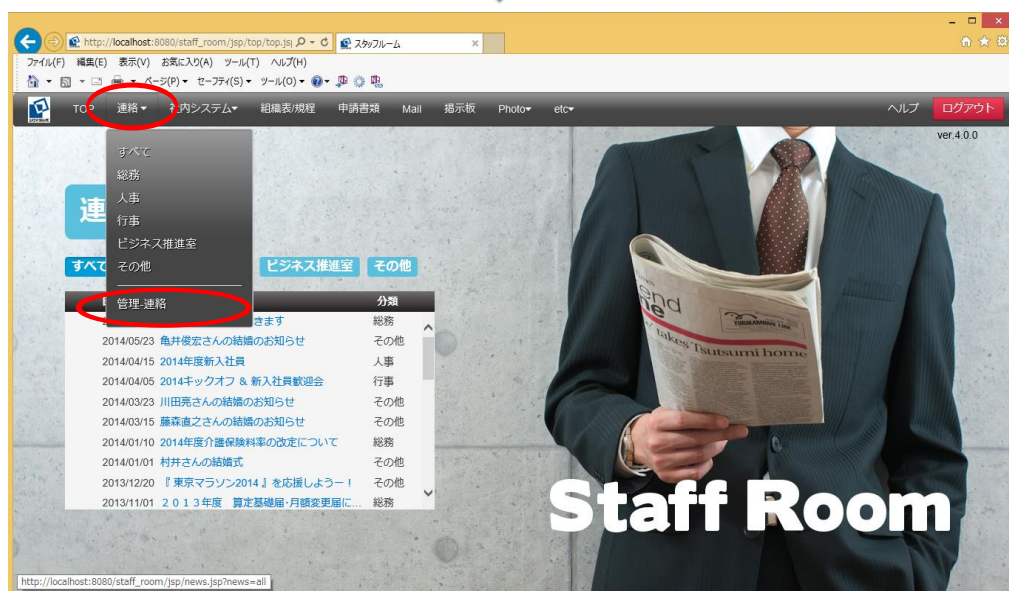 http://localhost:8080/staff_room/jsp/top/top.js
スタッフルーム
ファイル(F) 編集(E) 表示(V) お気に入り(A) ツール(T) ヘルプ(H)
ページ(P) セーフティ(S) ツール(O)
TOP 連絡 社内システム 組織表/規程 申請書類 Mail 掲示板 Photo etc ヘルプ ログアウト
ver.4.0.0
すべて
総務
人事
行事
ビジネス推進室
その他
管理-連絡
連
すべて ビジネス推進室 その他
分類
きます 総務
2014/05/23 亀井俊宏さんの結婚のお知らせ その他
2014/04/15 2014年度新入社員 人事
2014/04/05 2014キックオフ & 新入社員歓迎会 行事
2014/03/23 川田亮さんの結婚のお知らせ その他
2014/03/15 藤森直之さんの結婚のお知らせ その他
2014/01/10 2014年度介護保険料率の改定について 総務
2014/01/01 村井さんの結婚式 その他
2013/12/20 『東京マラソン2014』を応援しようー! その他
2013/11/01 2013年度 算定基礎届・月額変更届に... 総務
end
ne
takes Tsutsumi home
Staff Room
http://localhost:8080/staff_room/jsp/news.jsp?news=all